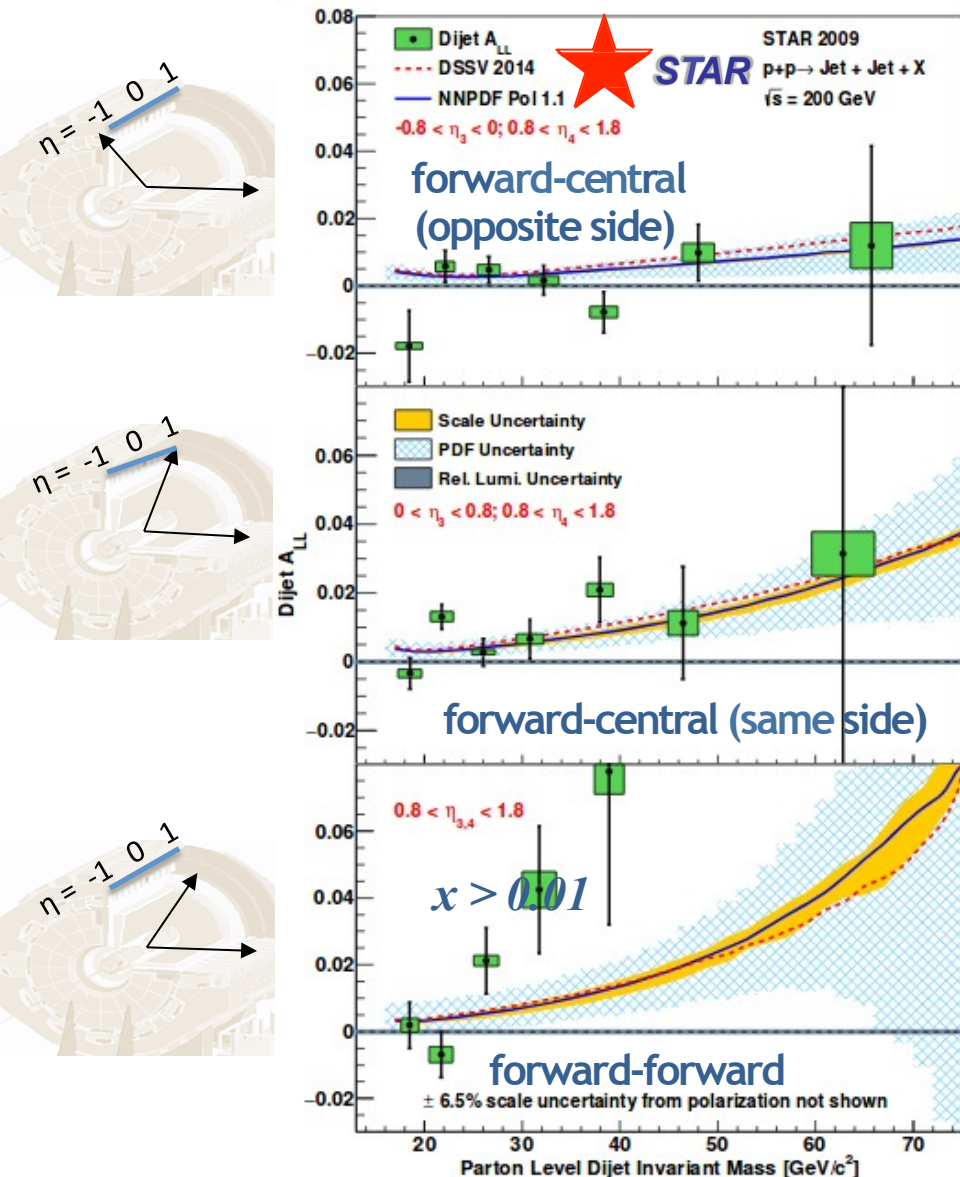 η = -1 0 1
0.08
0.06
0.04
0.02
0
−0.02
Dijet A_LL
DSSV 2014
NNPDF Pol 1.1
STAR
STAR 2009
p+p→ Jet + Jet + X
√s = 200 GeV
-0.8 < η_3 < 0; 0.8 < η_4 < 1.8
forward-central
(opposite side)
η = -1 0 1
Dijet A_LL
0.06
0.04
0.02
0
−0.02
Scale Uncertainty
PDF Uncertainty
Rel. Lumi. Uncertainty
0 < η_3 < 0.8; 0.8 < η_4 < 1.8
forward-central (same side)
η = -1 0 1
0.06
0.04
0.02
0
−0.02
0.8 < η_3,4 < 1.8
x > 0.01
forward-forward
± 6.5% scale uncertainty from polarization not shown
20 30 40 50 60 70
Parton Level Dijet Invariant Mass [GeV/c²]